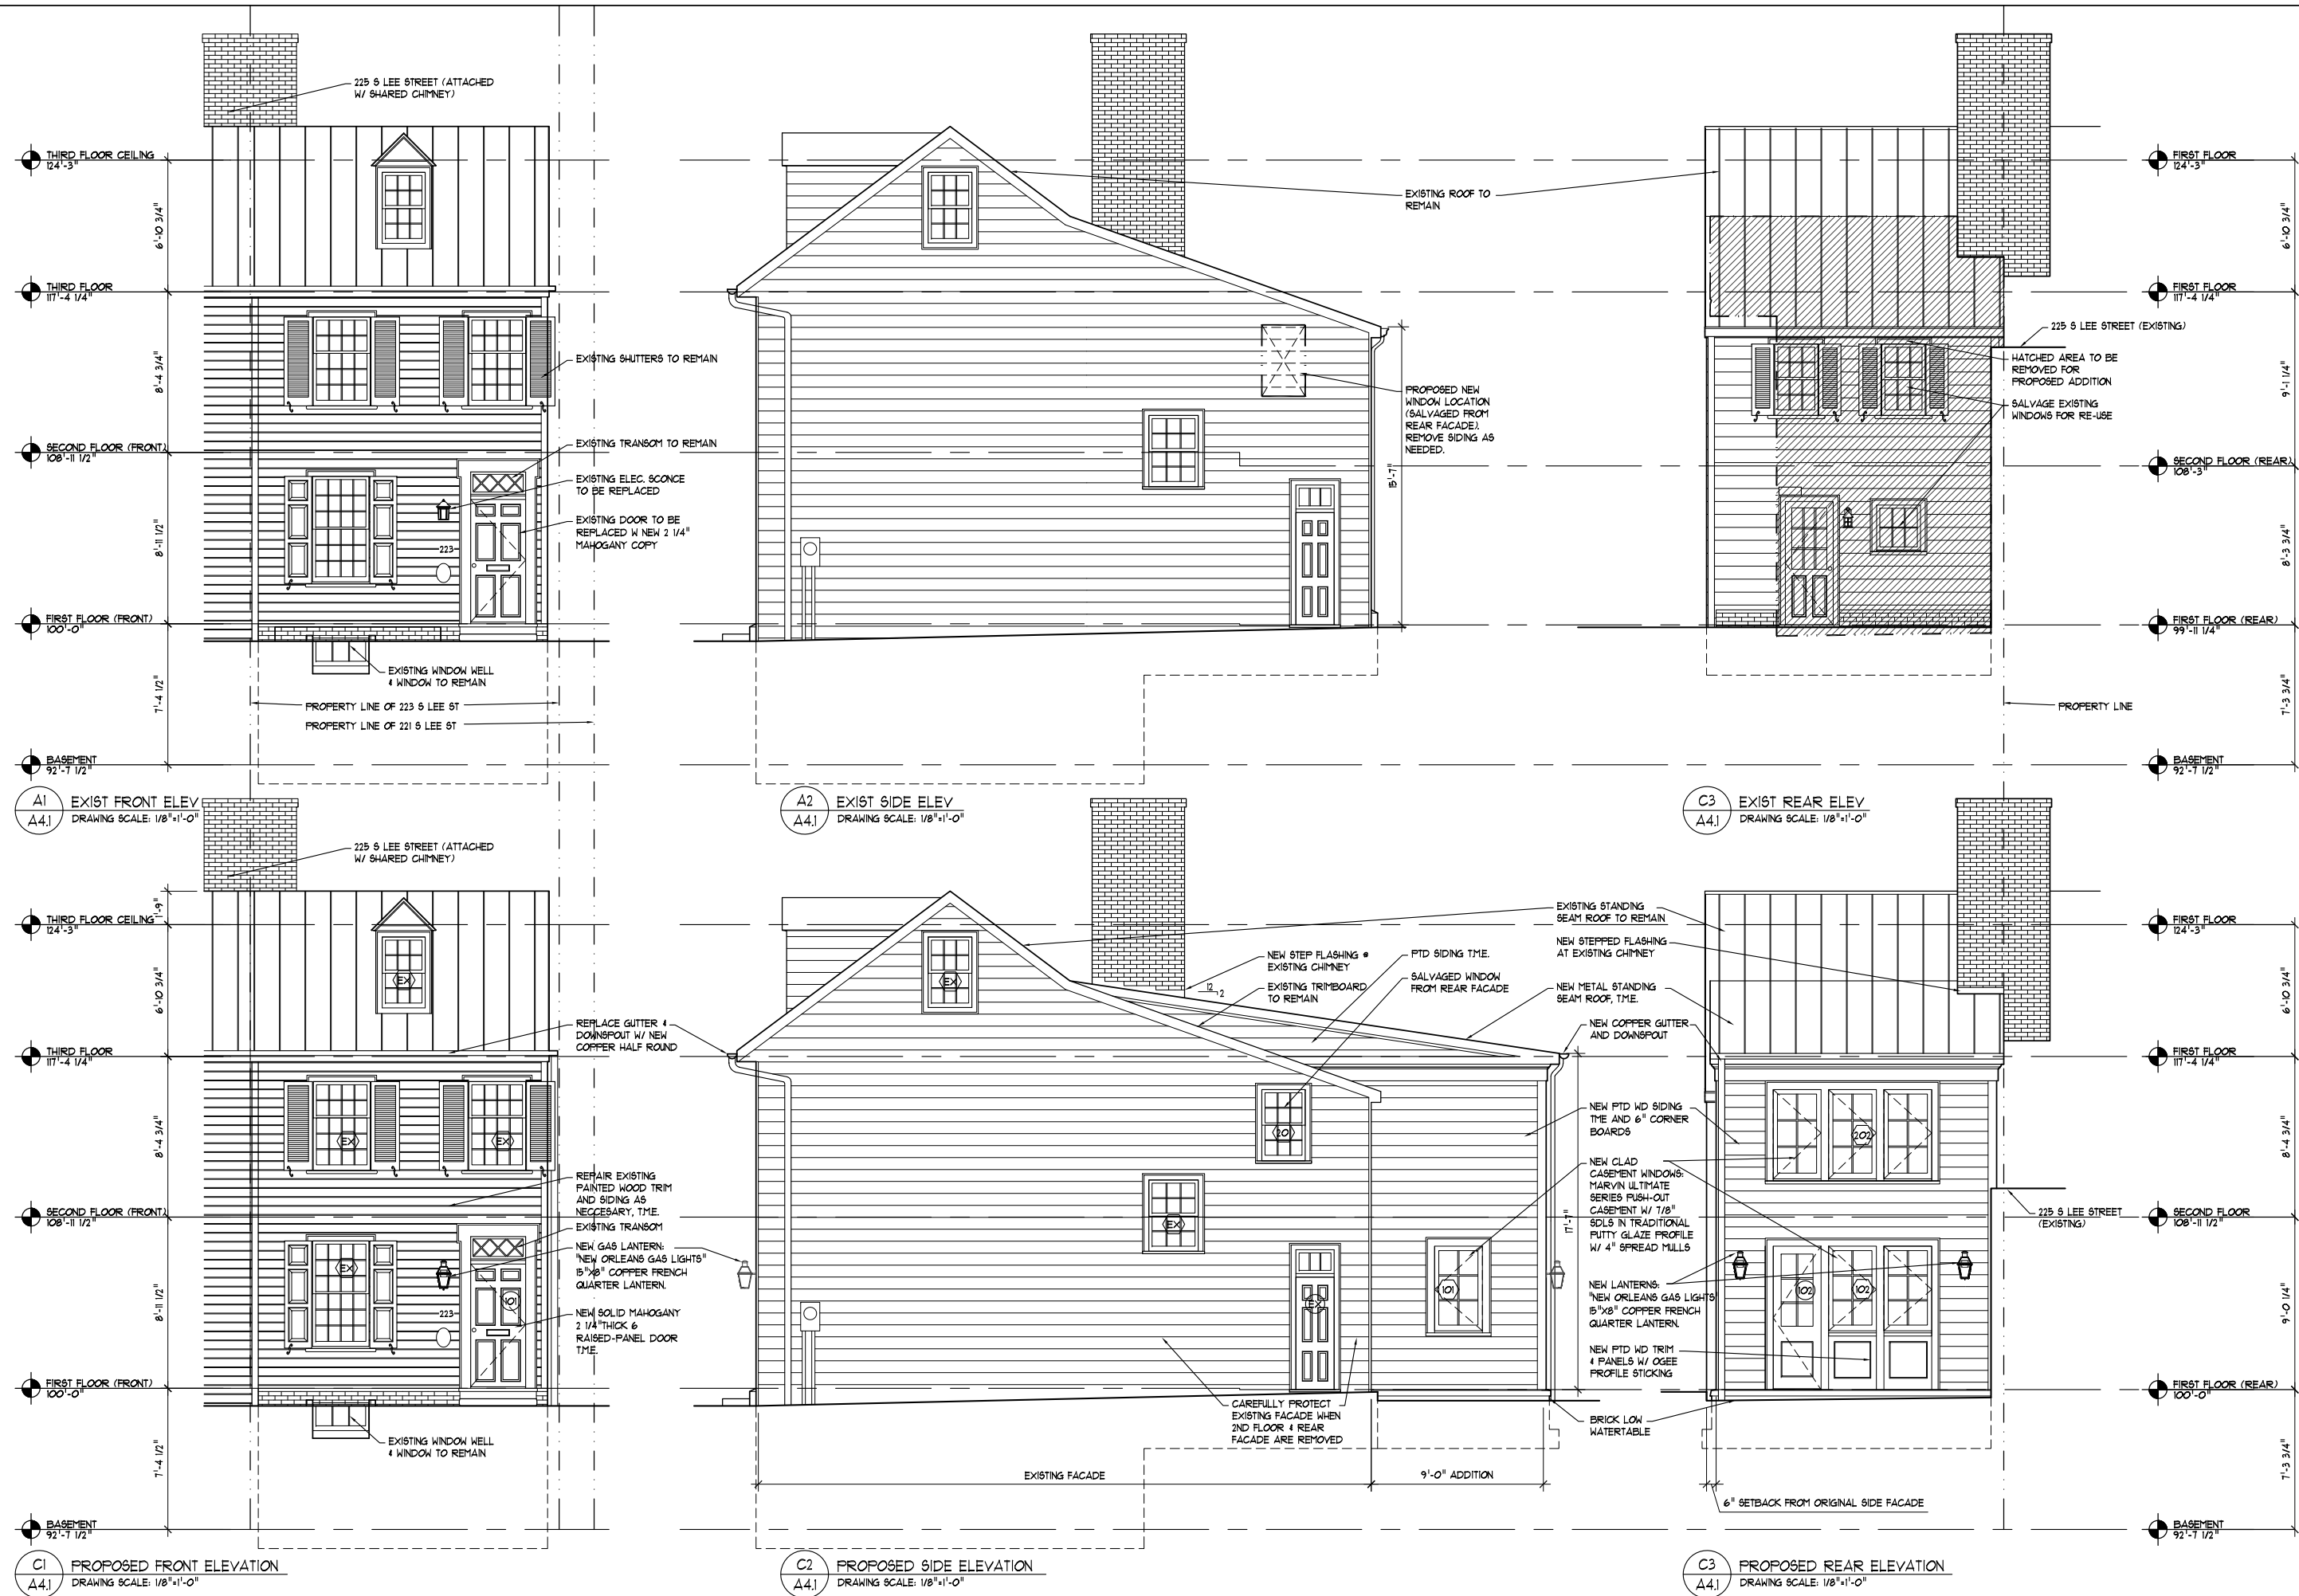 225 S LEE STREET (ATTACHED
W/ SHARED CHIMNEY)
THIRD FLOOR CEILING
124'-3"
6'-10 3/4"
THIRD FLOOR
117'-4 1/4"
8'-4 3/4"
SECOND FLOOR (FRONT)
108'-11 1/2"
8'-11 1/2"
FIRST FLOOR (FRONT)
100'-0"
7'-4 1/2"
BASEMENT
92'-7 1/2"
EXISTING SHUTTERS TO REMAIN
EXISTING TRANSOM TO REMAIN
EXISTING ELEC. SCONCE
TO BE REPLACED
EXISTING DOOR TO BE
REPLACED W NEW 2 1/4"
MAHOGANY COPY
223
EXISTING WINDOW WELL
& WINDOW TO REMAIN
PROPERTY LINE OF 223 S LEE ST
PROPERTY LINE OF 221 S LEE ST
A1
A4.1
EXIST FRONT ELEV
DRAWING SCALE: 1/8"=1'-0"
EXISTING ROOF TO
REMAIN
PROPOSED NEW
WINDOW LOCATION
(SALVAGED FROM
REAR FACADE).
REMOVE SIDING AS
NEEDED.
15'-7"
A2
A4.1
EXIST SIDE ELEV
DRAWING SCALE: 1/8"=1'-0"
FIRST FLOOR
124'-3"
6'-10 3/4"
FIRST FLOOR
117'-4 1/4"
225 S LEE STREET (EXISTING)
HATCHED AREA TO BE
REMOVED FOR
PROPOSED ADDITION
SALVAGE EXISTING
WINDOWS FOR RE-USE
9'-1 1/4"
SECOND FLOOR (REAR)
108'-3"
8'-3 3/4"
FIRST FLOOR (REAR)
99'-11 1/4"
7'-3 3/4"
PROPERTY LINE
BASEMENT
92'-7 1/2"
C3
A4.1
EXIST REAR ELEV
DRAWING SCALE: 1/8"=1'-0"
225 S LEE STREET (ATTACHED
W/ SHARED CHIMNEY)
1'-9"
THIRD FLOOR CEILING
124'-3"
6'-10 3/4"
EX
THIRD FLOOR
117'-4 1/4"
8'-4 3/4"
EX
EX
SECOND FLOOR (FRONT)
108'-11 1/2"
8'-11 1/2"
EX
101
223
FIRST FLOOR (FRONT)
100'-0"
7'-4 1/2"
BASEMENT
92'-7 1/2"
REPLACE GUTTER &
DOWNSPOUT W/ NEW
COPPER HALF ROUND
REPAIR EXISTING
PAINTED WOOD TRIM
AND SIDING AS
NECCESARY, T.M.E.
EXISTING TRANSOM
NEW GAS LANTERN:
"NEW ORLEANS GAS LIGHTS"
15"X8" COPPER FRENCH
QUARTER LANTERN.
NEW SOLID MAHOGANY
2 1/4"THICK 6
RAISED-PANEL DOOR
T.M.E.
EXISTING WINDOW WELL
& WINDOW TO REMAIN
C1
A4.1
PROPOSED FRONT ELEVATION
DRAWING SCALE: 1/8"=1'-0"
EX
NEW STEP FLASHING @
EXISTING CHIMNEY
12
2
EXISTING TRIMBOARD
TO REMAIN
PTD SIDING T.M.E.
SALVAGED WINDOW
FROM REAR FACADE
201
EX
EX
101
17'-7"
CAREFULLY PROTECT
EXISTING FACADE WHEN
2ND FLOOR & REAR
FACADE ARE REMOVED
EXISTING FACADE
9'-0" ADDITION
C2
A4.1
PROPOSED SIDE ELEVATION
DRAWING SCALE: 1/8"=1'-0"
EXISTING STANDING
SEAM ROOF TO REMAIN
NEW STEPPED FLASHING
AT EXISTING CHIMNEY
NEW METAL STANDING
SEAM ROOF, T.M.E.
NEW COPPER GUTTER
AND DOWNSPOUT
NEW PTD WD SIDING
TME AND 6" CORNER
BOARDS
NEW CLAD
CASEMENT WINDOWS:
MARVIN ULTIMATE
SERIES PUSH-OUT
CASEMENT W/ 7/8"
SDLS IN TRADITIONAL
PUTTY GLAZE PROFILE
W/ 4" SPREAD MULLS
NEW LANTERNS:
"NEW ORLEANS GAS LIGHTS"
15"X8" COPPER FRENCH
QUARTER LANTERN.
NEW PTD WD TRIM
& PANELS W/ OGEE
PROFILE STICKING
BRICK LOW
WATERTABLE
202
102
102
225 S LEE STREET
(EXISTING)
6" SETBACK FROM ORIGINAL SIDE FACADE
FIRST FLOOR
124'-3"
6'-10 3/4"
FIRST FLOOR
117'-4 1/4"
8'-4 3/4"
SECOND FLOOR
108'-11 1/2"
9'-0 1/4"
FIRST FLOOR (REAR)
100'-0"
7'-3 3/4"
BASEMENT
92'-7 1/2"
C3
A4.1
PROPOSED REAR ELEVATION
DRAWING SCALE: 1/8"=1'-0"